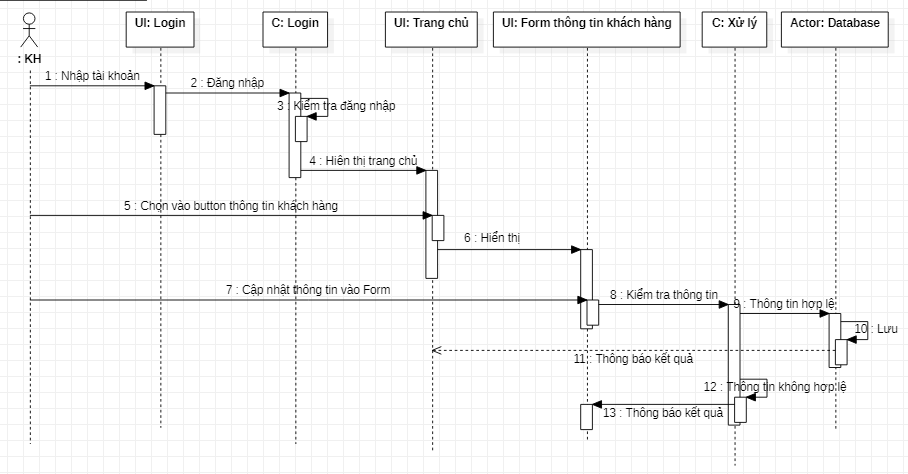 UI: Login
C: Login
UI: Trang chủ
UI: Form thông tin khách hàng
C: Xử lý
Actor: Database
: KH
1 : Nhập tài khoản
2 : Đăng nhập
3 : Kiểm tra đăng nhập
4 : Hiên thị trang chủ
5 : Chọn vào button thông tin khách hàng
6 : Hiển thị
7 : Cập nhật thông tin vào Form
8 : Kiểm tra thông tin
9 : Thông tin hợp lệ
10 : Lưu
11 : Thông báo kết quả
12 : Thông tin không hợp lệ
13 : Thông báo kết quả